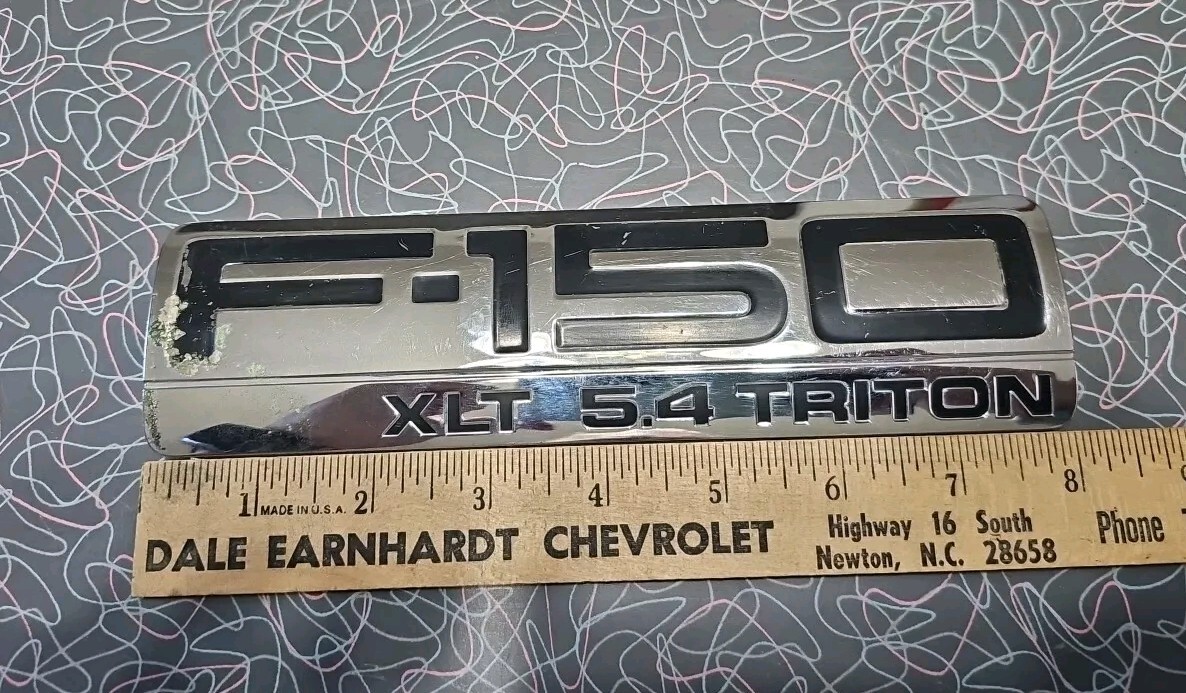 F-150
XLT 5.4 TRITON
1 MADE IN U.S.A. 2 3 4 5 6 7 8
DALE EARNHARDT CHEVROLET
Highway 16 South
Newton, N.C. 28658
Phone